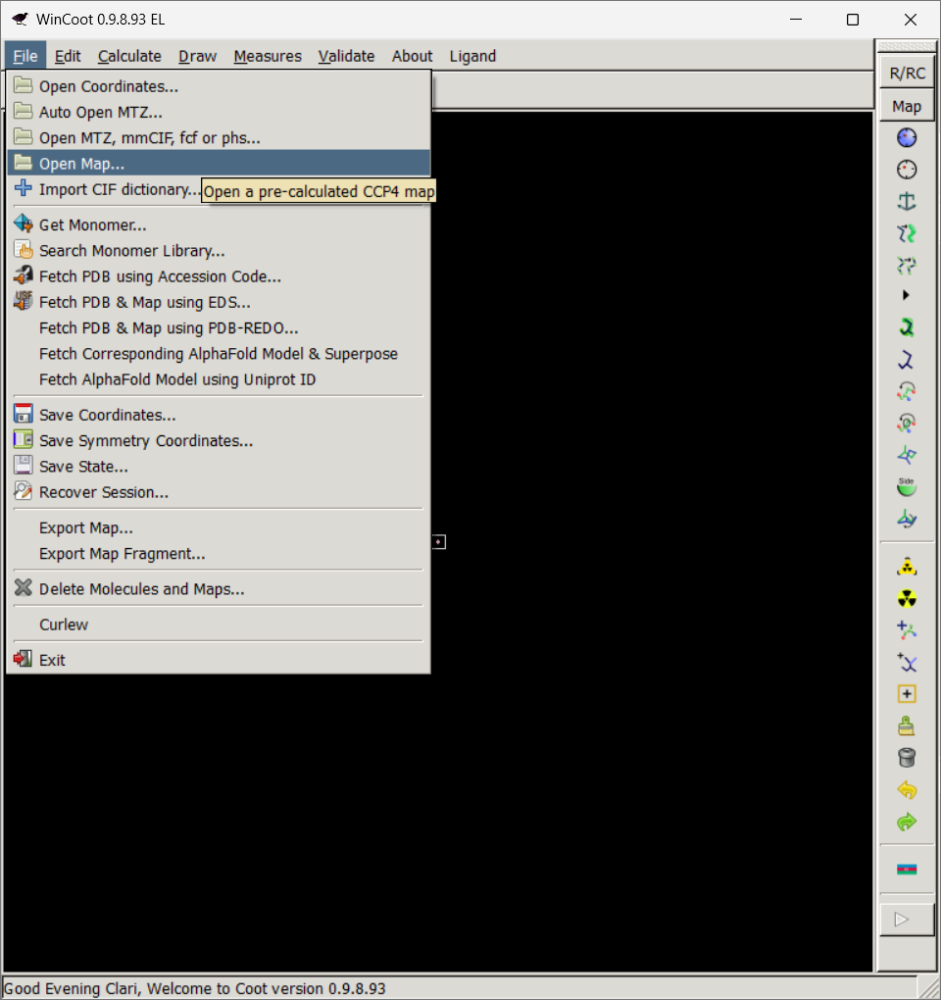 WinCoot 0.9.8.93 EL
File Edit Calculate Draw Measures Validate About Ligand
R/RC
Map
Open Coordinates...
Auto Open MTZ...
Open MTZ, mmCIF, fcf or phs...
Open Map...
Import CIF dictionary...
Open a pre-calculated CCP4 map
Get Monomer...
Search Monomer Library...
Fetch PDB using Accession Code...
USF
Fetch PDB & Map using EDS...
Fetch PDB & Map using PDB-REDO...
Fetch Corresponding AlphaFold Model & Superpose
Fetch AlphaFold Model using Uniprot ID
Save Coordinates...
Save Symmetry Coordinates...
Save State...
Recover Session...
Side
Export Map...
Export Map Fragment...
Delete Molecules and Maps...
Curlew
Exit
Good Evening Clari, Welcome to Coot version 0.9.8.93